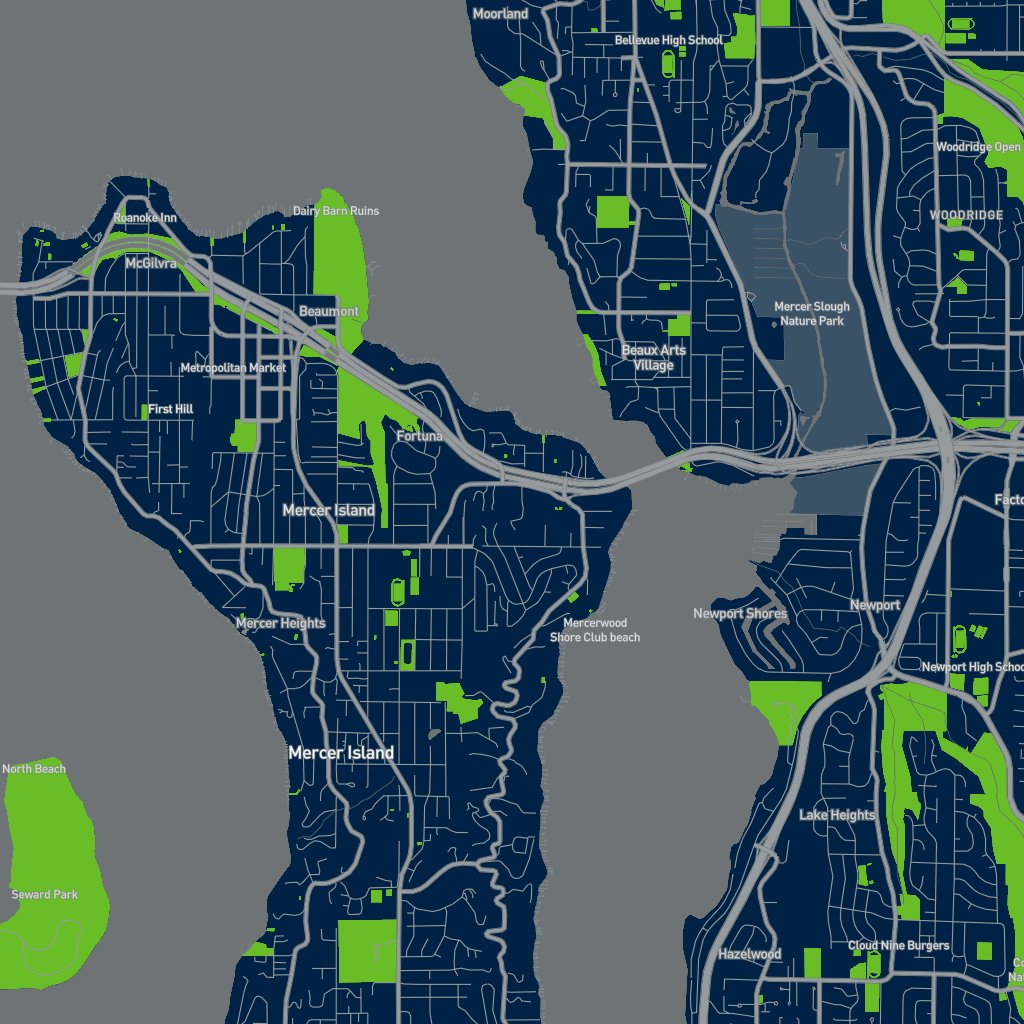 Moorland
Bellevue High School
Woodridge Open
Dairy Barn Ruins
Roanoke Inn
WOODRIDGE
McGilvra
Beaumont
Mercer Slough
Nature Park
Beaux Arts
Village
Metropolitan Market
First Hill
Fortuna
Facto
Mercer Island
Newport
Newport Shores
Mercer Heights
Mercerwood
Shore Club beach
Newport High Schoo
Mercer Island
North Beach
Lake Heights
Seward Park
Cloud Nine Burgers
Hazelwood
Co
Nat